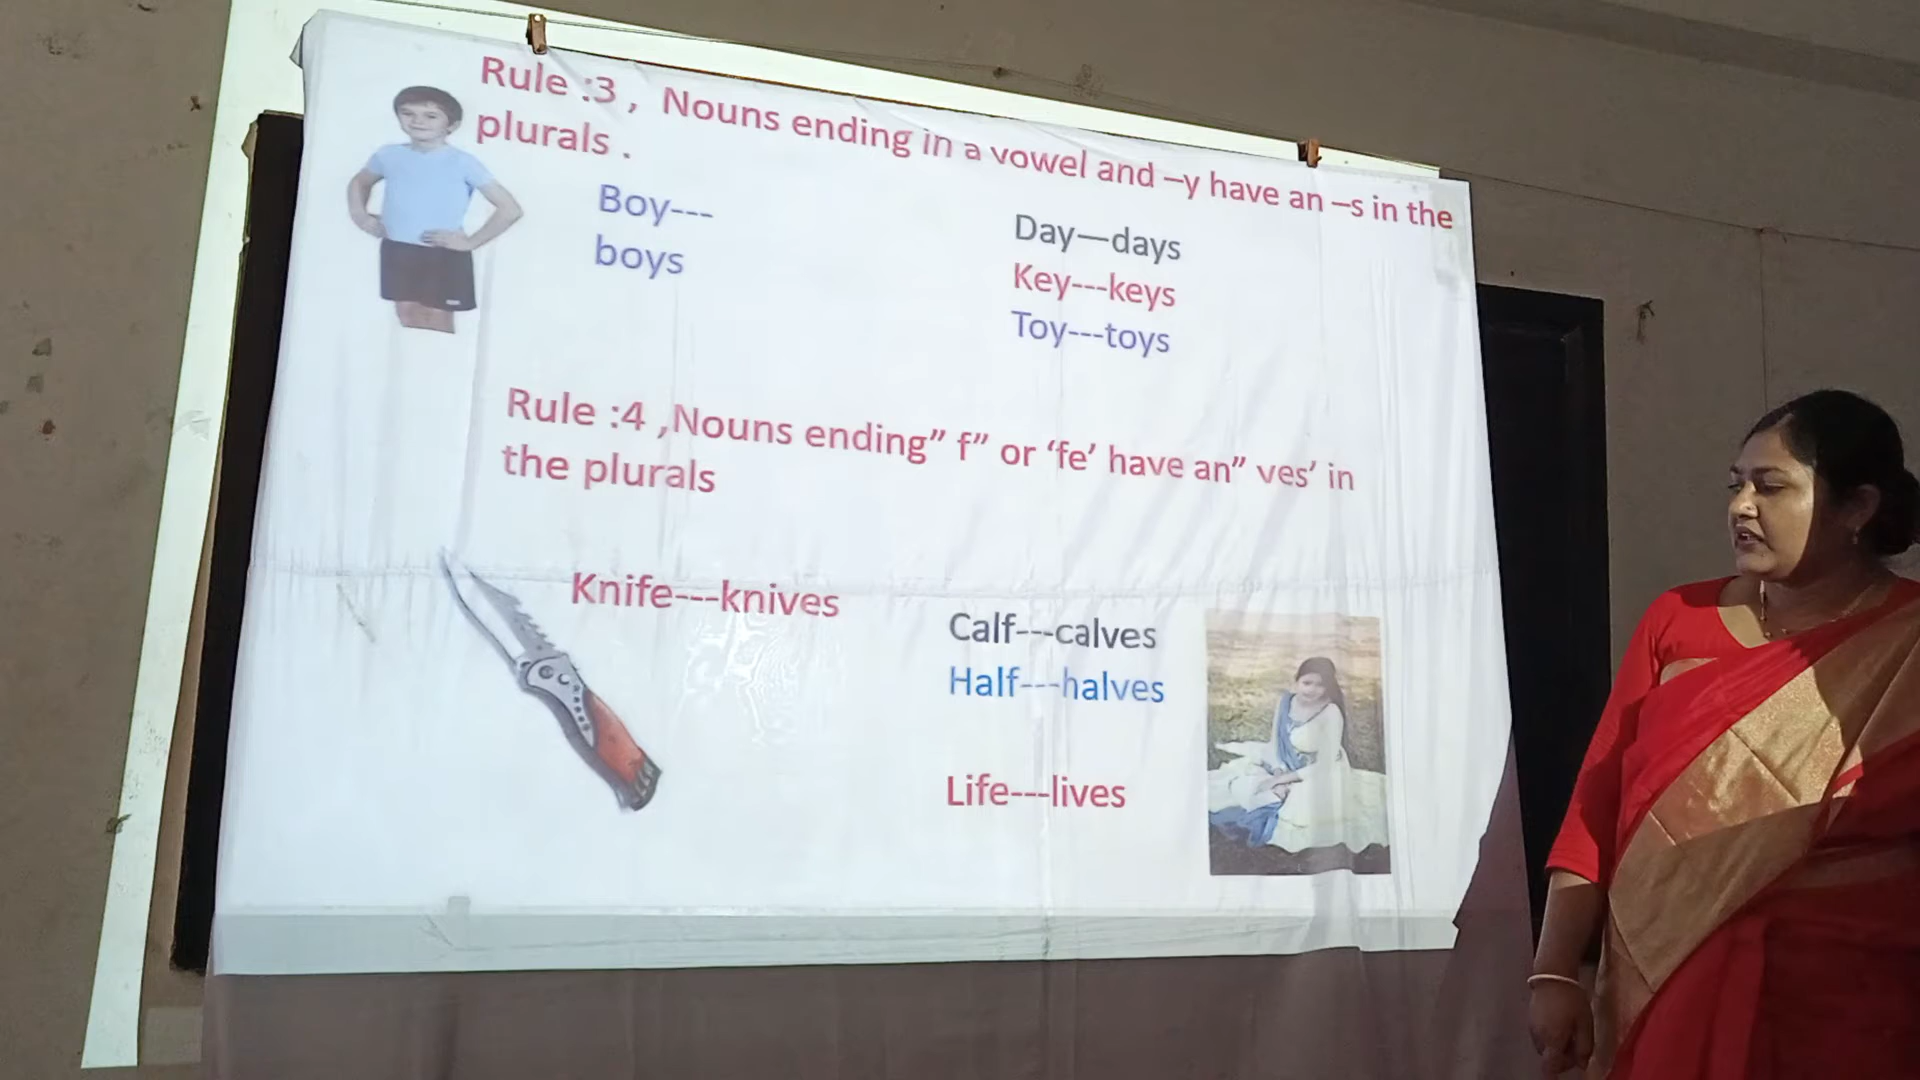 Rule :3 , Nouns ending in a vowel and –y have an –s in the
plurals .
Boy---
boys
Day—days
Key---keys
Toy---toys
Rule :4 ,Nouns ending” f” or ‘fe’ have an” ves’ in
the plurals
Knife---knives
Calf---calves
Half---halves
Life---lives